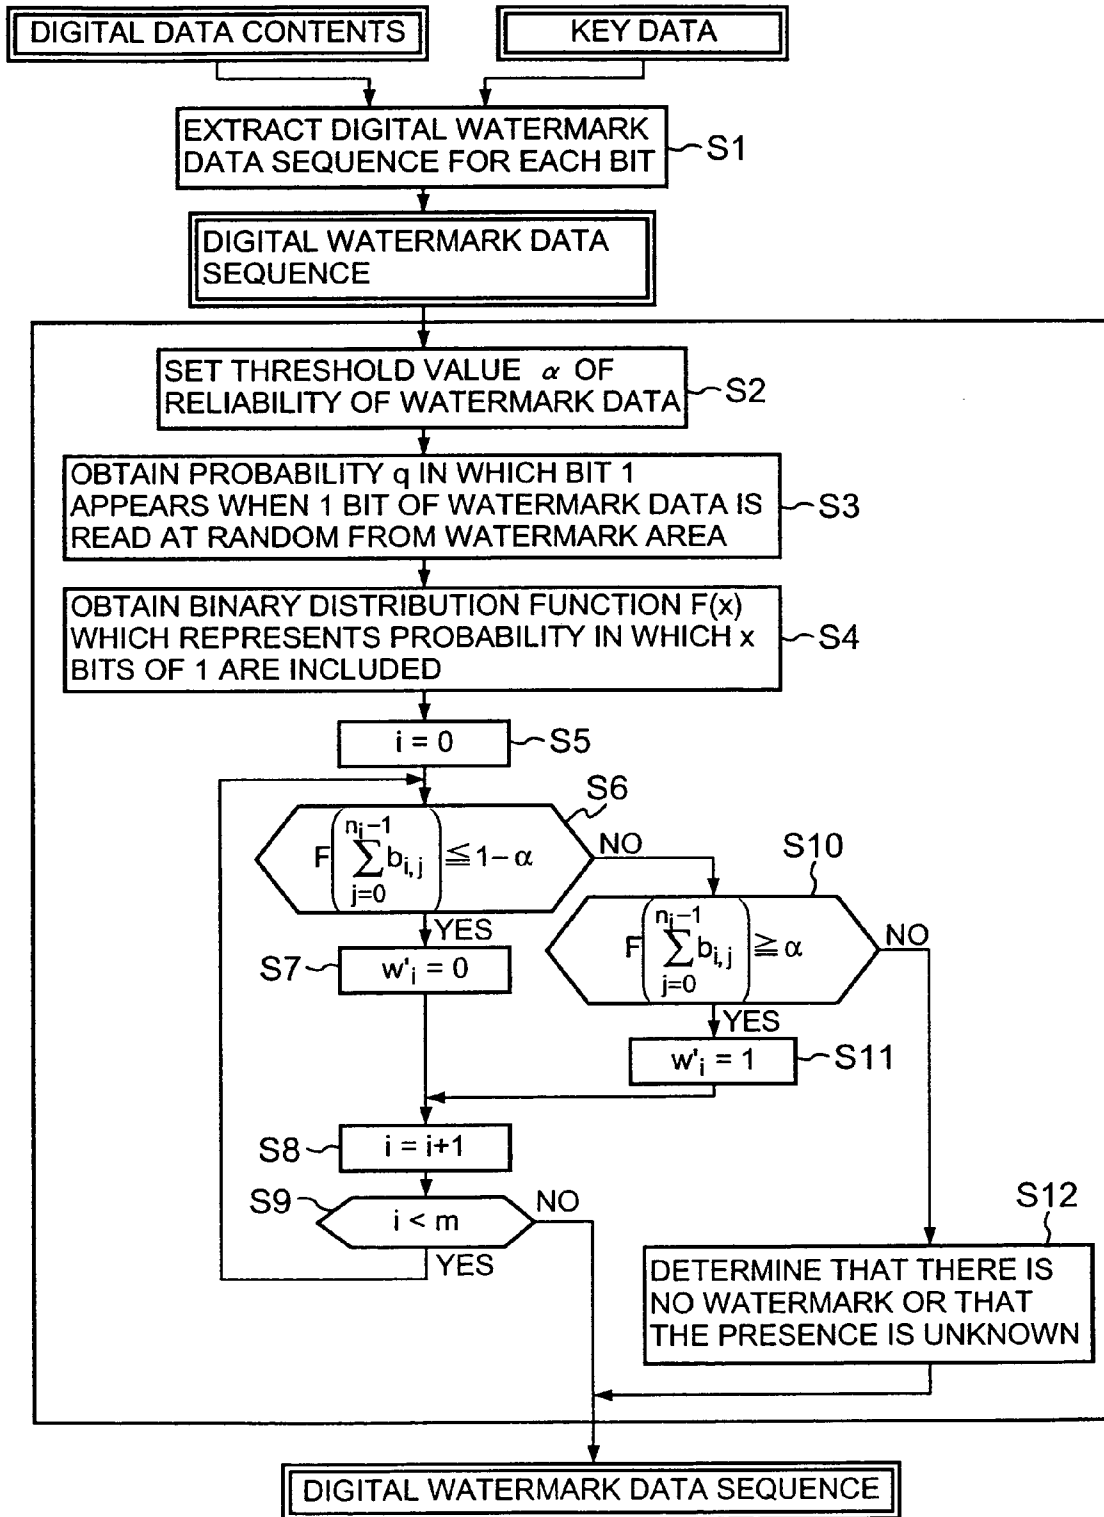 DIGITAL DATA CONTENTS
KEY DATA
EXTRACT DIGITAL WATERMARK
DATA SEQUENCE FOR EACH BIT
S1
DIGITAL WATERMARK DATA
SEQUENCE
SET THRESHOLD VALUE α OF
RELIABILITY OF WATERMARK DATA
S2
OBTAIN PROBABILITY q IN WHICH BIT 1
APPEARS WHEN 1 BIT OF WATERMARK DATA IS
READ AT RANDOM FROM WATERMARK AREA
S3
OBTAIN BINARY DISTRIBUTION FUNCTION F(x)
WHICH REPRESENTS PROBABILITY IN WHICH x
BITS OF 1 ARE INCLUDED
S4
i = 0
S5
S6
F(∑_{j=0}^{n_i−1} b_{i,j}) ≦ 1−α
NO
YES
S10
F(∑_{j=0}^{n_i−1} b_{i,j}) ≧ α
NO
YES
S7
w'_i = 0
w'_i = 1
S11
S8
i = i+1
S9
i < m
NO
YES
S12
DETERMINE THAT THERE IS
NO WATERMARK OR THAT
THE PRESENCE IS UNKNOWN
DIGITAL WATERMARK DATA SEQUENCE